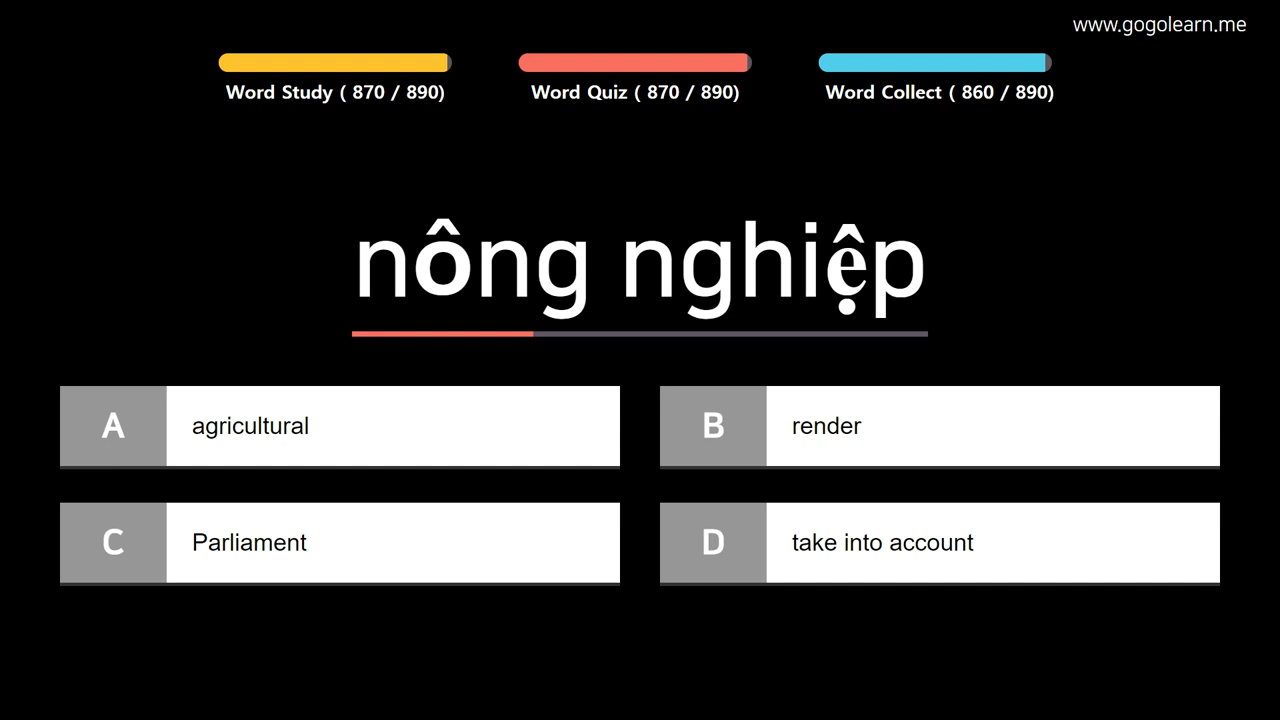 www.gogolearn.me
Word Study ( 870 / 890)
Word Quiz ( 870 / 890)
Word Collect ( 860 / 890)
nông nghiệp
A agricultural
B render
C Parliament
D take into account